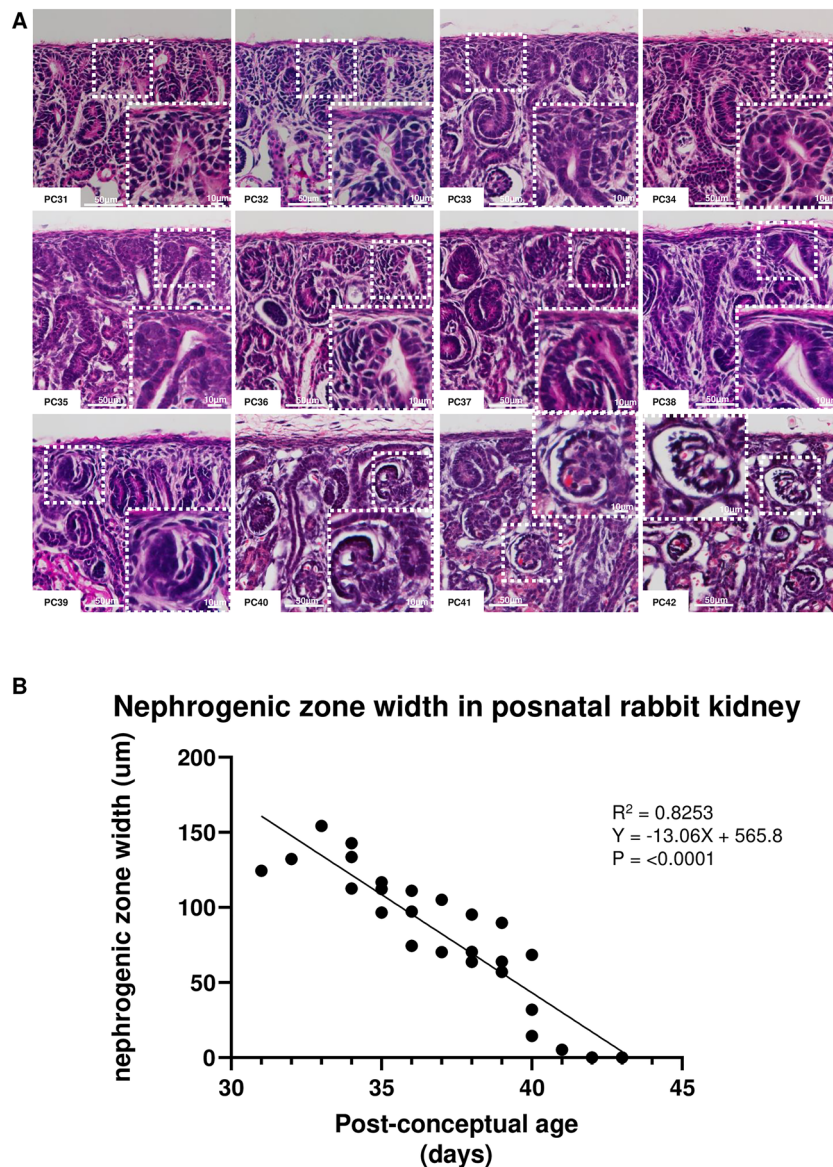 A
PC31 50µm 10µm
PC32 50µm 10µm
PC33 50µm 10µm
PC34 50µm 10µm
PC35 50µm 10µm
PC36 50µm 10µm
PC37 50µm 10µm
PC38 50µm 10µm
PC39 50µm 10µm
PC40 50µm 10µm
PC41 50µm 10µm
PC42 50µm 10µm
B
Nephrogenic zone width in posnatal rabbit kidney
nephrogenic zone width (um)
200
150
100
50
0
R² = 0.8253
Y = -13.06X + 565.8
P = <0.0001
30 35 40 45
Post-conceptual age
(days)